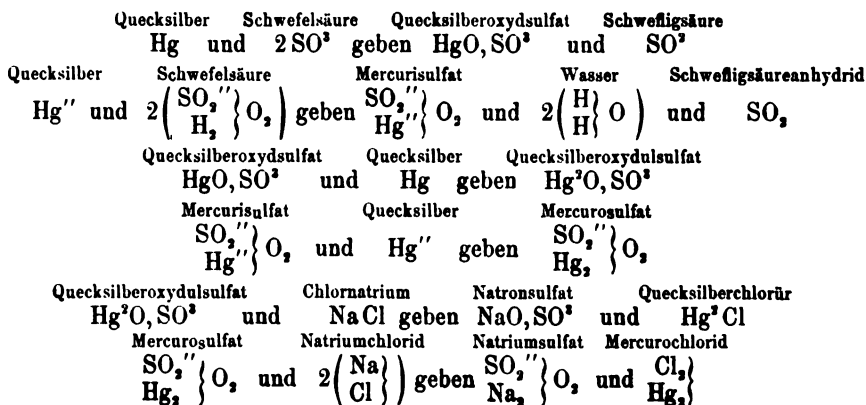 Quecksilber Schwefelsäure Quecksilberoxydsulfat Schwefligsäure
Hg und 2SO³ geben HgO,SO³ und SO²
Quecksilber Schwefelsäure Mercurisulfat Wasser Schwefligsäureanhydrid
Hg'' und 2(SO₂'' H₂} O₂) geben SO₂'' Hg''} O₂ und 2(H H} O) und SO₂
Quecksilberoxydsulfat Quecksilber Quecksilberoxydulsulfat
HgO,SO³ und Hg geben Hg²O,SO³
Mercurisulfat Quecksilber Mercurosulfat
SO₂'' Hg''} O₂ und Hg'' geben SO₂'' Hg₂} O₂
Quecksilberoxydulsulfat Chlornatrium Natronsulfat Quecksilberchlorür
Hg²O,SO³ und NaCl geben NaO,SO³ und Hg²Cl
Mercurosulfat Natriumchlorid Natriumsulfat Mercurochlorid
SO₂'' Hg₂} O₂ und 2(Na Cl}) geben SO₂'' Na₂} O₂ und Cl₂ Hg₂}